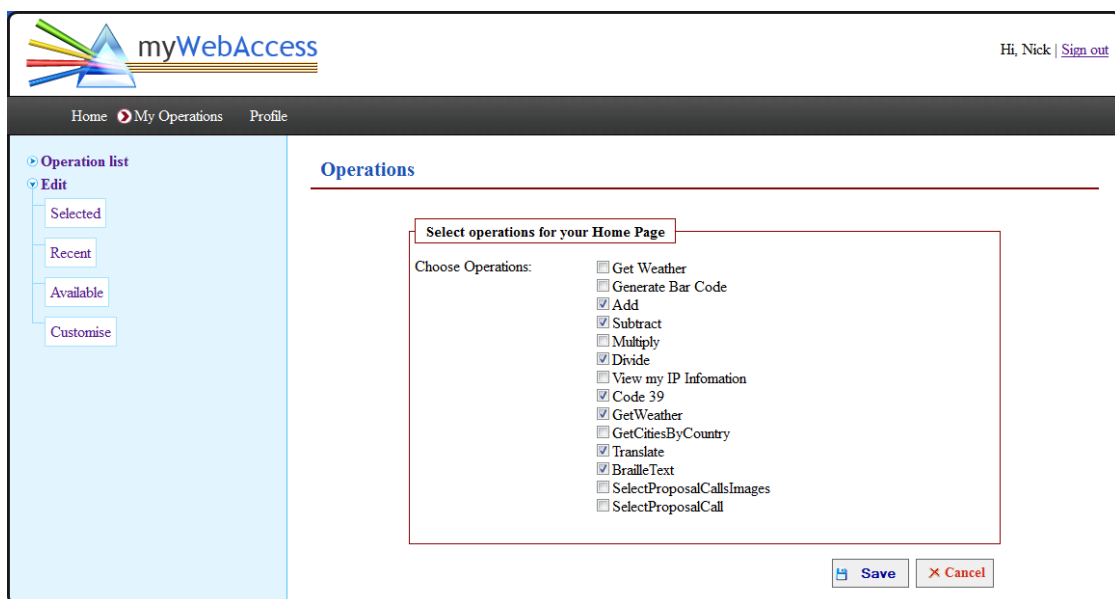 myWebAccess
Hi, Nick | Sign out
Home My Operations Profile
Operation list
Edit
Selected
Recent
Available
Customise
Operations
Select operations for your Home Page
Choose Operations:
Get Weather
Generate Bar Code
Add
Subtract
Multiply
Divide
View my IP Infomation
Code 39
GetWeather
GetCitiesByCountry
Translate
BrailleText
SelectProposalCallsImages
SelectProposalCall
Save Cancel